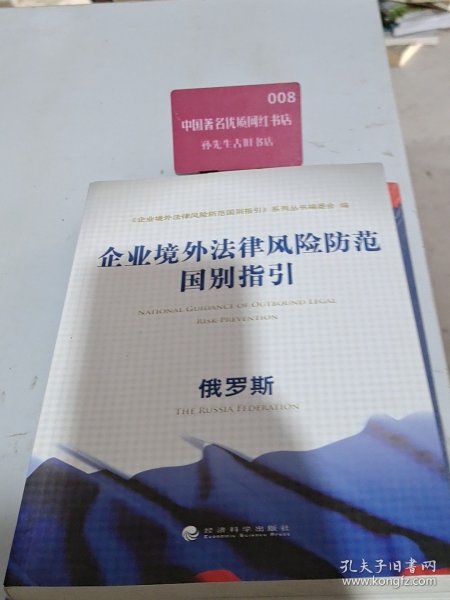 008
中国著名优质网红书店
孙先生古旧书店
《企业境外法律风险防范国别指引》系列丛书编委会 编
企业境外法律风险防范
国别指引
NATIONAL GUIDANCE OF OUTBOUND LEGAL
RISK PREVENTION
俄罗斯
THE RUSSIA FEDERATION
经济科学出版社
Economic Science Press
孔夫子旧书网
www.kongfz.com